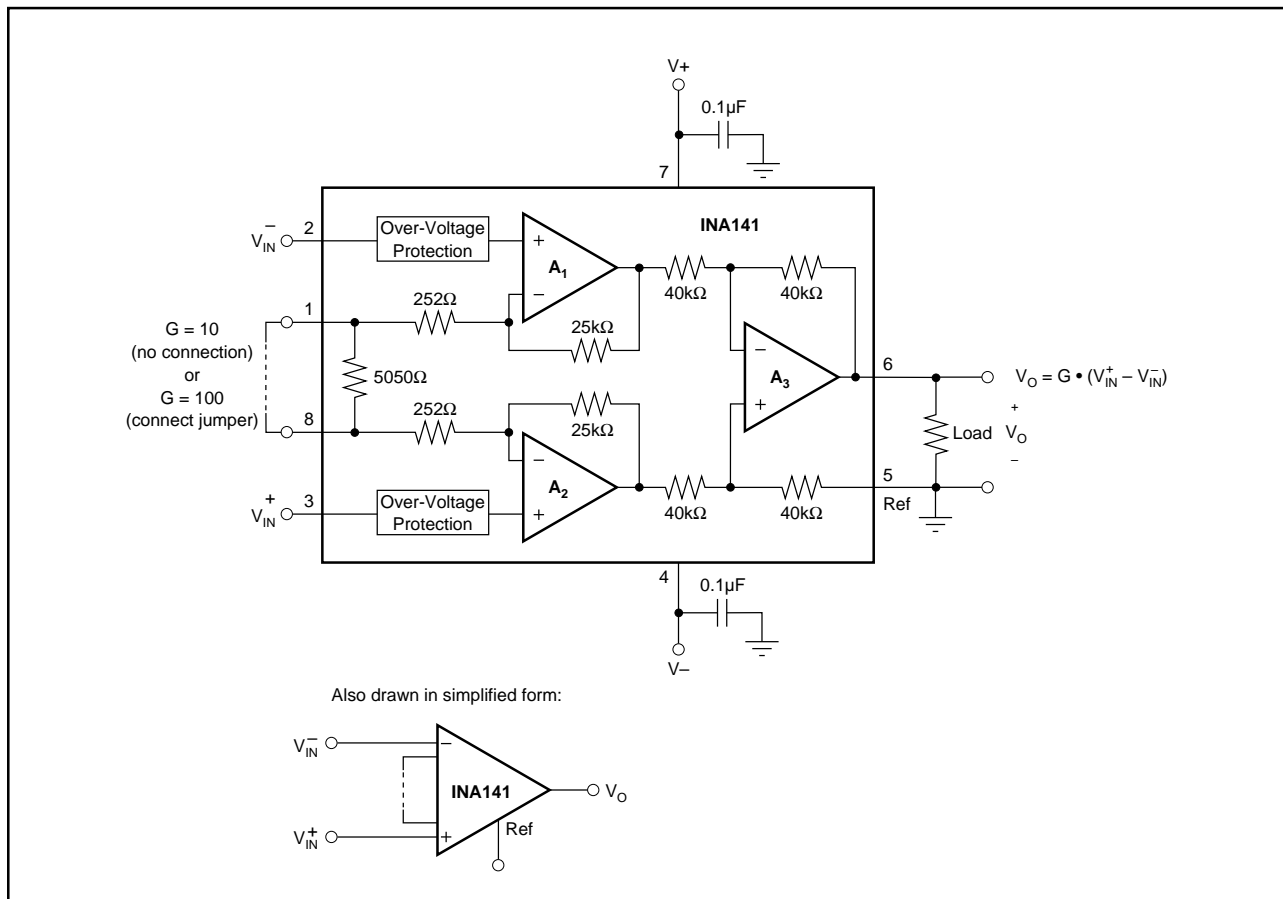 V+
0.1µF
7
INA141
2
V⁻IN
Over-Voltage
Protection
+
A1
−
40kΩ
40kΩ
1
252Ω
25kΩ
G = 10
(no connection)
or
G = 100
(connect jumper)
5050Ω
−
A3
+
6
VO = G • (V⁺IN − V⁻IN)
8
252Ω
25kΩ
Load
+
VO
−
−
A2
+
5
Ref
3
V⁺IN
Over-Voltage
Protection
40kΩ
40kΩ
4
0.1µF
V−
Also drawn in simplified form:
V⁻IN
−
INA141
VO
V⁺IN
+
Ref